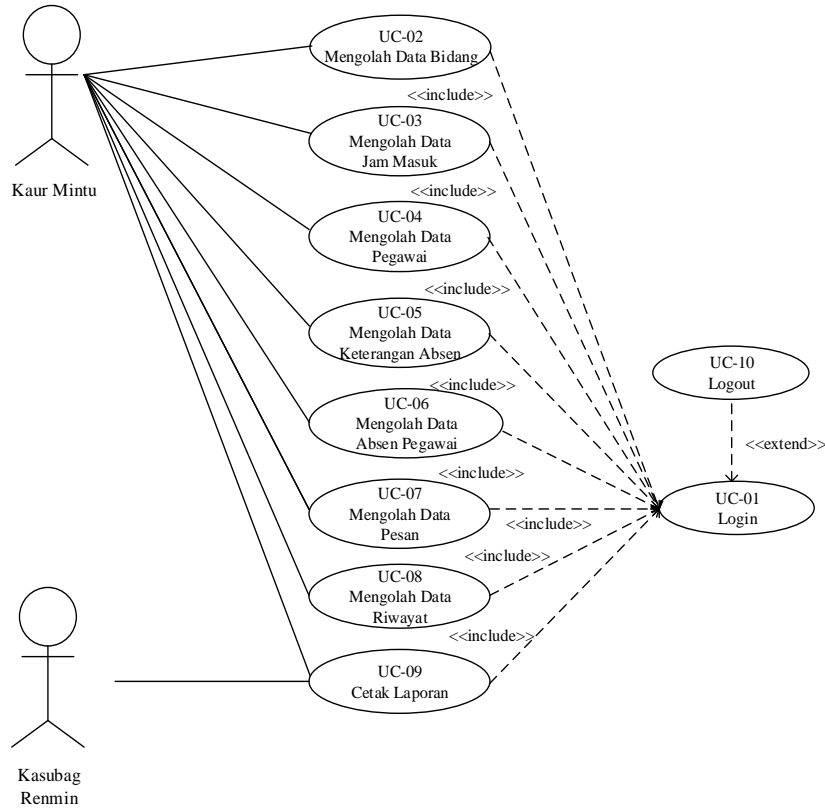 UC-02
Mengolah Data Bidang
<<include>>
UC-03
Mengolah Data
Jam Masuk
Kaur Mintu
<<include>>
UC-04
Mengolah Data
Pegawai
<<include>>
UC-05
Mengolah Data
Keterangan Absen
UC-10
Logout
<<include>>
UC-06
Mengolah Data
Absen Pegawai
<<extend>>
<<include>>
UC-07
Mengolah Data
Pesan
<<include>>
UC-01
Login
UC-08
Mengolah Data
Riwayat
<<include>>
UC-09
Cetak Laporan
Kasubag
Renmin